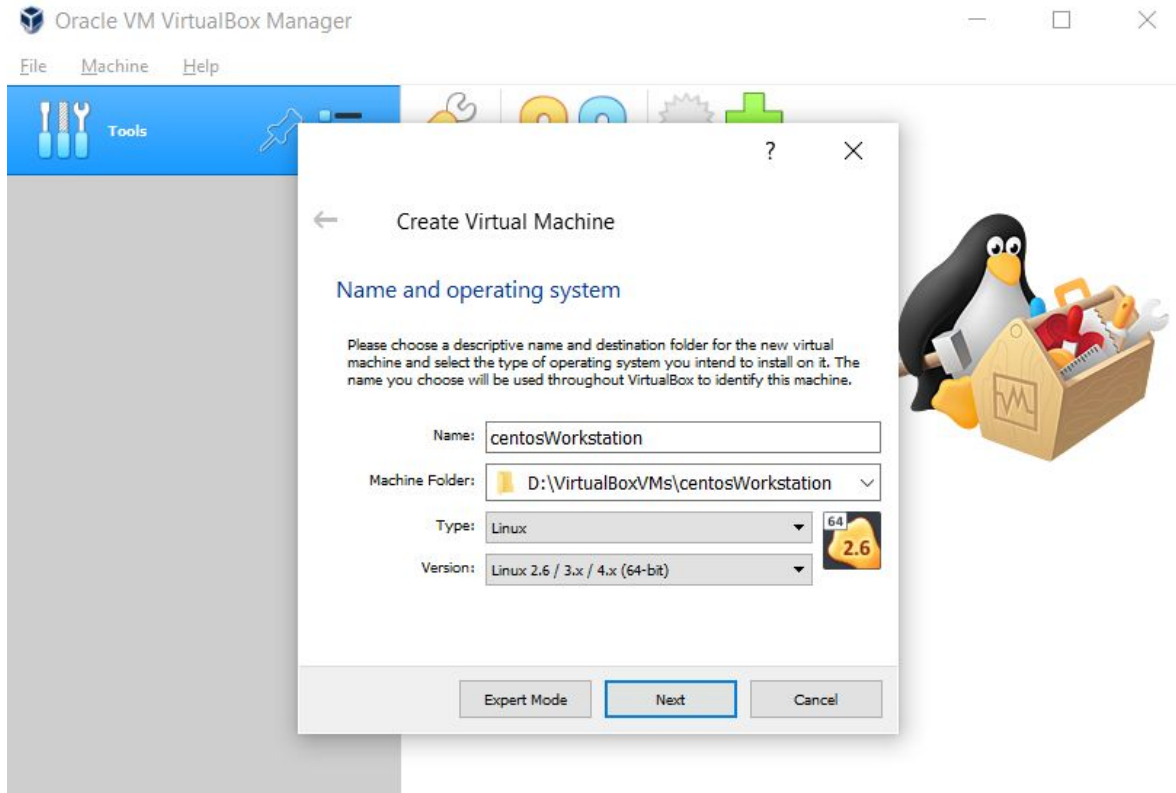 Oracle VM VirtualBox Manager
File Machine Help
Tools
?
Create Virtual Machine
Name and operating system
Please choose a descriptive name and destination folder for the new virtual
machine and select the type of operating system you intend to install on it. The
name you choose will be used throughout VirtualBox to identify this machine.
Name: centosWorkstation
Machine Folder: D:\VirtualBoxVMs\centosWorkstation
Type: Linux
64
2.6
Version: Linux 2.6 / 3.x / 4.x (64-bit)
Expert Mode Next Cancel